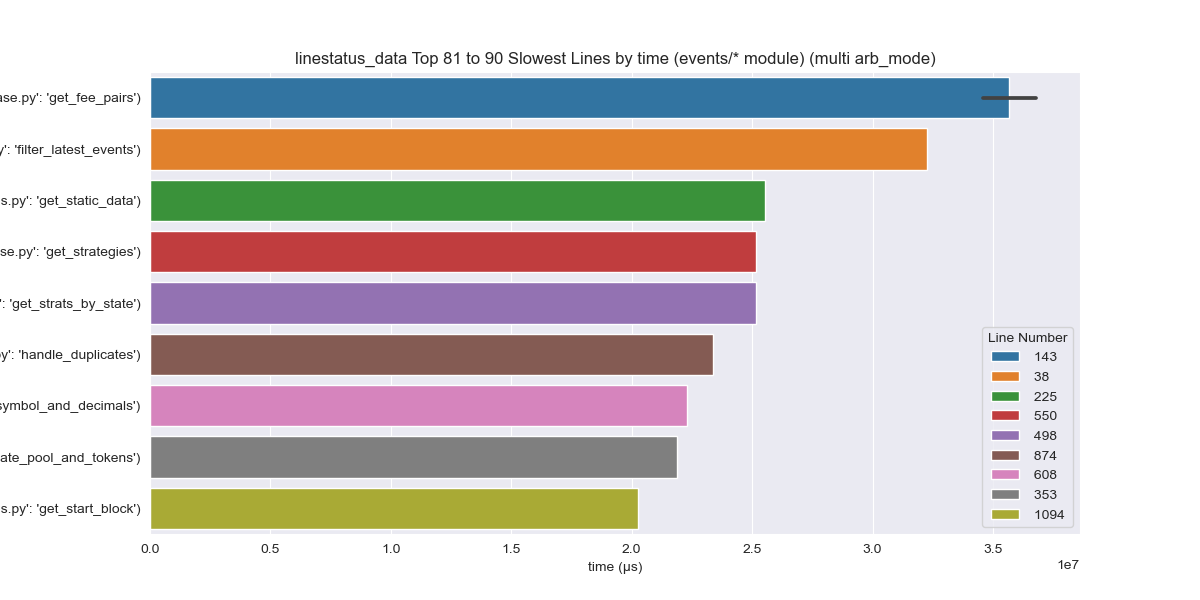 linestatus_data Top 81 to 90 Slowest Lines by time (events/* module) (multi arb_mode)
ase.py': 'get_fee_pairs')
y': 'filter_latest_events')
s.py': 'get_static_data')
se.py': 'get_strategies')
': 'get_strats_by_state')
py': 'handle_duplicates')
symbol_and_decimals')
ate_pool_and_tokens')
s.py': 'get_start_block')
Line Number
143
38
225
550
498
874
608
353
1094
0.0 0.5 1.0 1.5 2.0 2.5 3.0 3.5
1e7
time (µs)